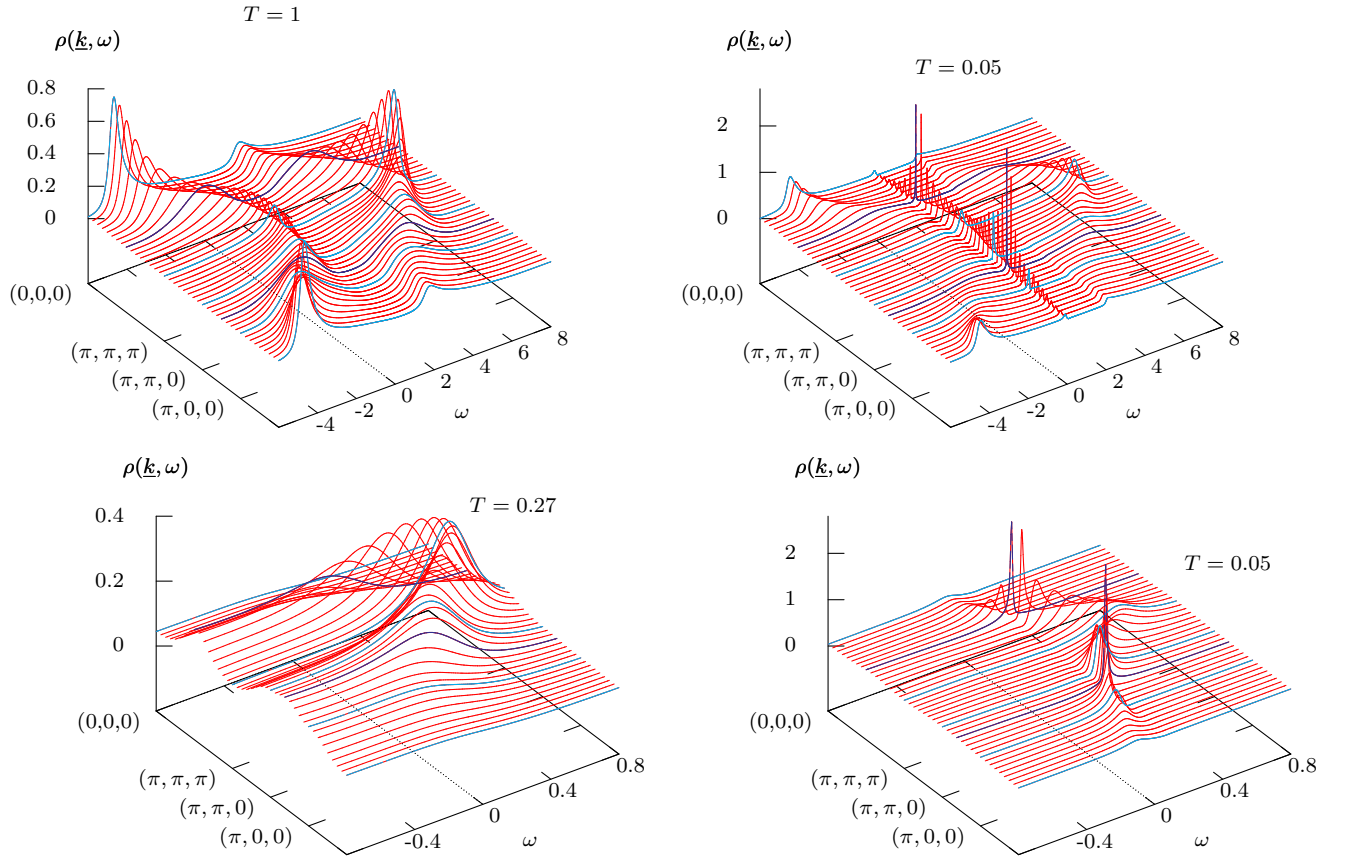 T = 1
ρ(k, ω)
0.8
0.6
0.4
0.2
0
(0,0,0)
(π, π, π)
(π, π, 0)
(π, 0, 0)
-4
-2
0
2
4
6
8
ω
ρ(k, ω)
T = 0.05
2
1
0
(0,0,0)
(π, π, π)
(π, π, 0)
(π, 0, 0)
-4
-2
0
2
4
6
8
ω
ρ(k, ω)
T = 0.27
0.4
0.2
0
(0,0,0)
(π, π, π)
(π, π, 0)
(π, 0, 0)
-0.4
0
0.4
0.8
ω
ρ(k, ω)
T = 0.05
2
1
0
(0,0,0)
(π, π, π)
(π, π, 0)
(π, 0, 0)
-0.4
0
0.4
0.8
ω